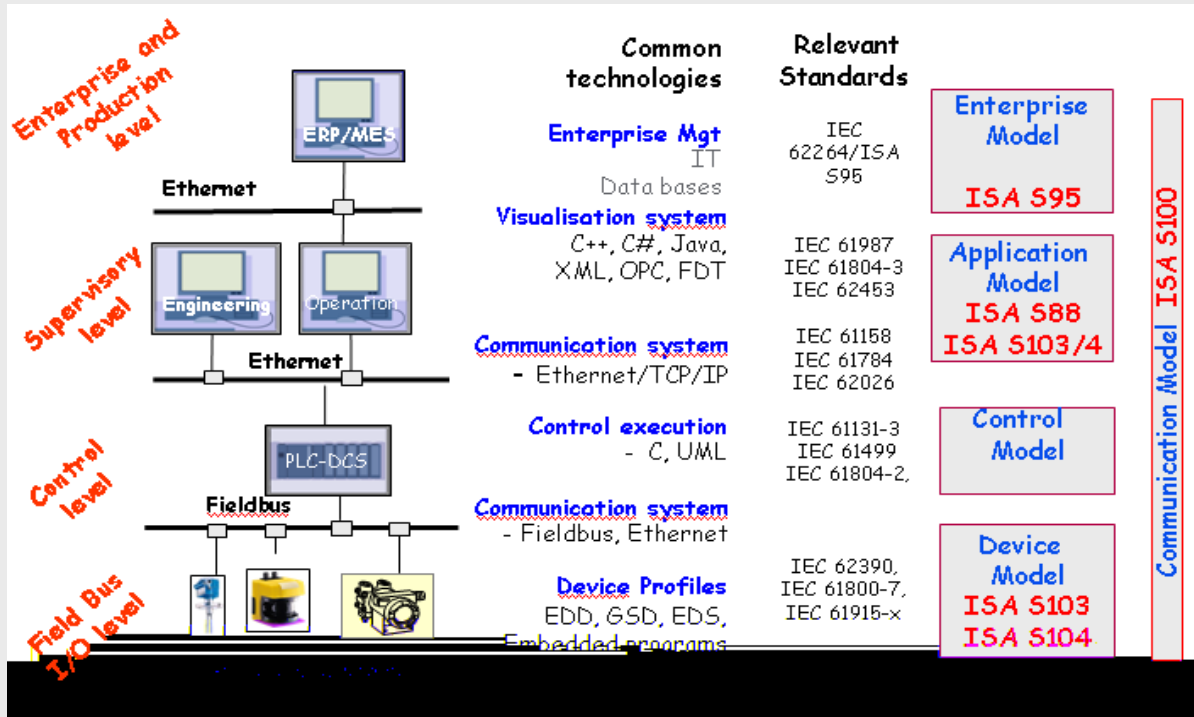 Enterprise and
Production
level
ERP/MES
Ethernet
Supervisory
level
Engineering
Operation
Ethernet
Control
level
PLC-DCS
Fieldbus
Field Bus
I/O level
Common
technologies
Enterprise Mgt
IT
Data bases
Visualisation system
C++, C#, Java,
XML, OPC, FDT
Communication system
- Ethernet/TCP/IP
Control execution
- C, UML
Communication system
- Fieldbus, Ethernet
Device Profiles
EDD, GSD, EDS,
Embedded programs
Relevant
Standards
IEC
62264/ISA
S95
IEC 61987
IEC 61804-3
IEC 62453
IEC 61158
IEC 61784
IEC 62026
IEC 61131-3
IEC 61499
IEC 61804-2,
IEC 62390,
IEC 61800-7,
IEC 61915-x
Enterprise
Model
ISA S95
Application
Model
ISA S88
ISA S103/4
Control
Model
Device
Model
ISA S103
ISA S104
Communication Model ISA S100